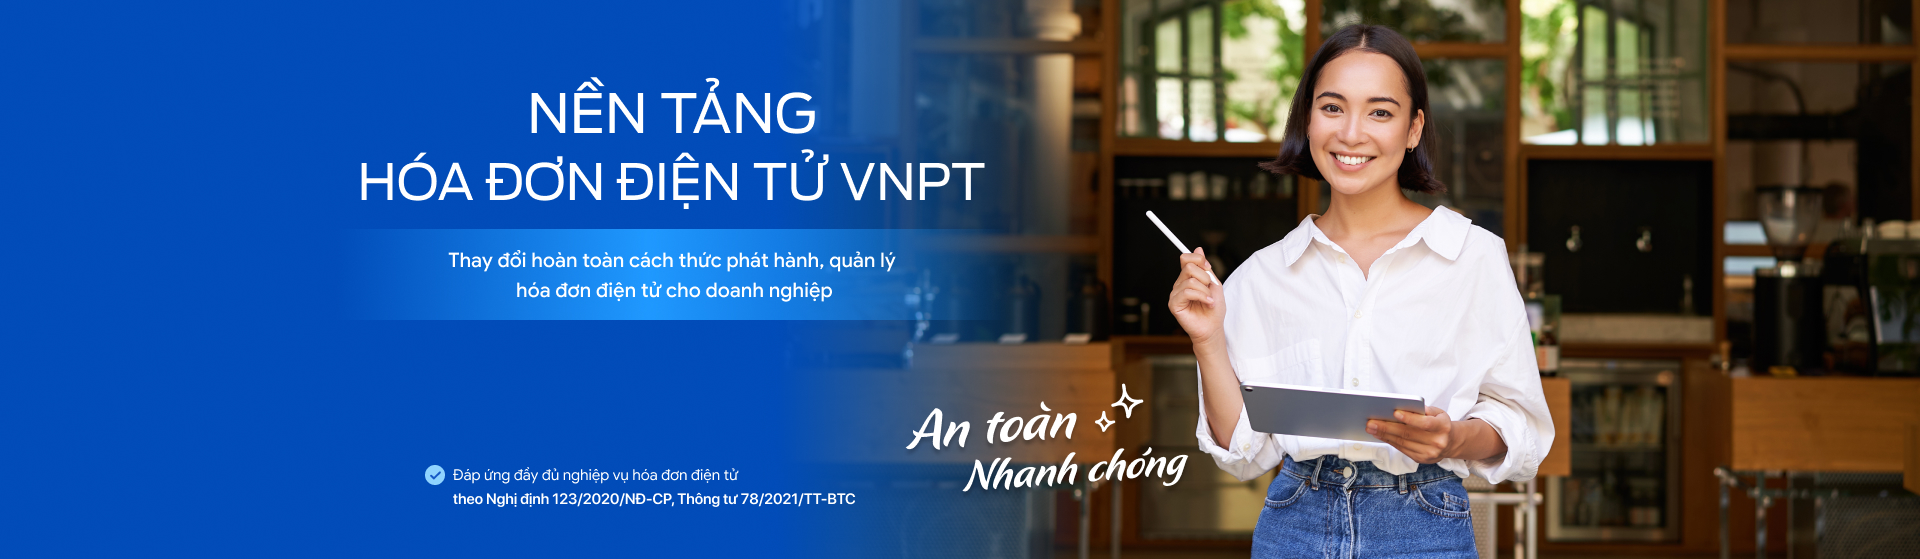 NỀN TẢNG
HÓA ĐƠN ĐIỆN TỬ VNPT
Thay đổi hoàn toàn cách thức phát hành, quản lý
hóa đơn điện tử cho doanh nghiệp
An toàn
Nhanh chóng
Đáp ứng đầy đủ nghiệp vụ hóa đơn điện tử
theo Nghị định 123/2020/NĐ-CP, Thông tư 78/2021/TT-BTC